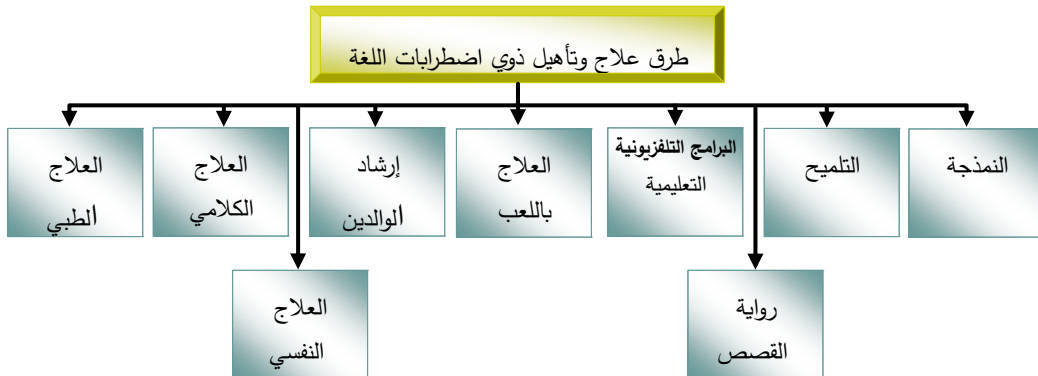 طرق علاج وتأهيل ذوي اضطرابات اللغة
النمذجة
التلميح
البرامج التلفزيونية
التعليمية
العلاج
باللعب
إرشاد
الوالدين
العلاج
الكلامي
العلاج
الطبي
رواية
القصص
العلاج
النفسي